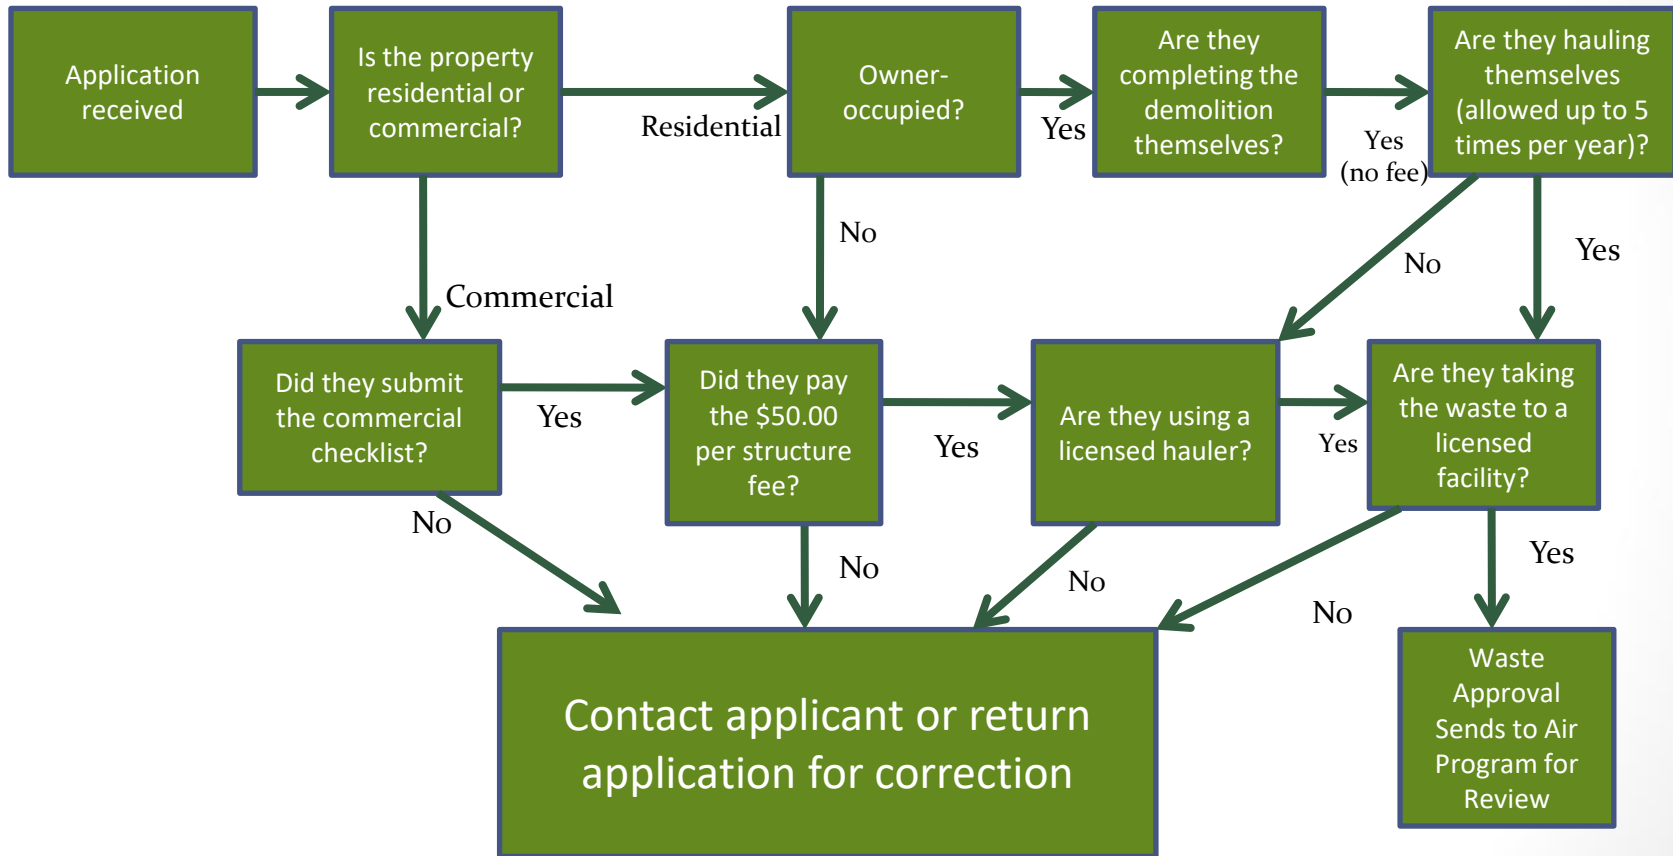 Application
received
Is the property
residential or
commercial?
Residential
Owner-
occupied?
Yes
Are they
completing the
demolition
themselves?
Yes
(no fee)
Are they hauling
themselves
(allowed up to 5
times per year)?
Commercial
No
No
Yes
Did they submit
the commercial
checklist?
Yes
Did they pay
the $50.00
per structure
fee?
Yes
Are they using a
licensed hauler?
Yes
Are they taking
the waste to a
licensed
facility?
No
No
No
No
Yes
Contact applicant or return
application for correction
Waste
Approval
Sends to Air
Program for
Review